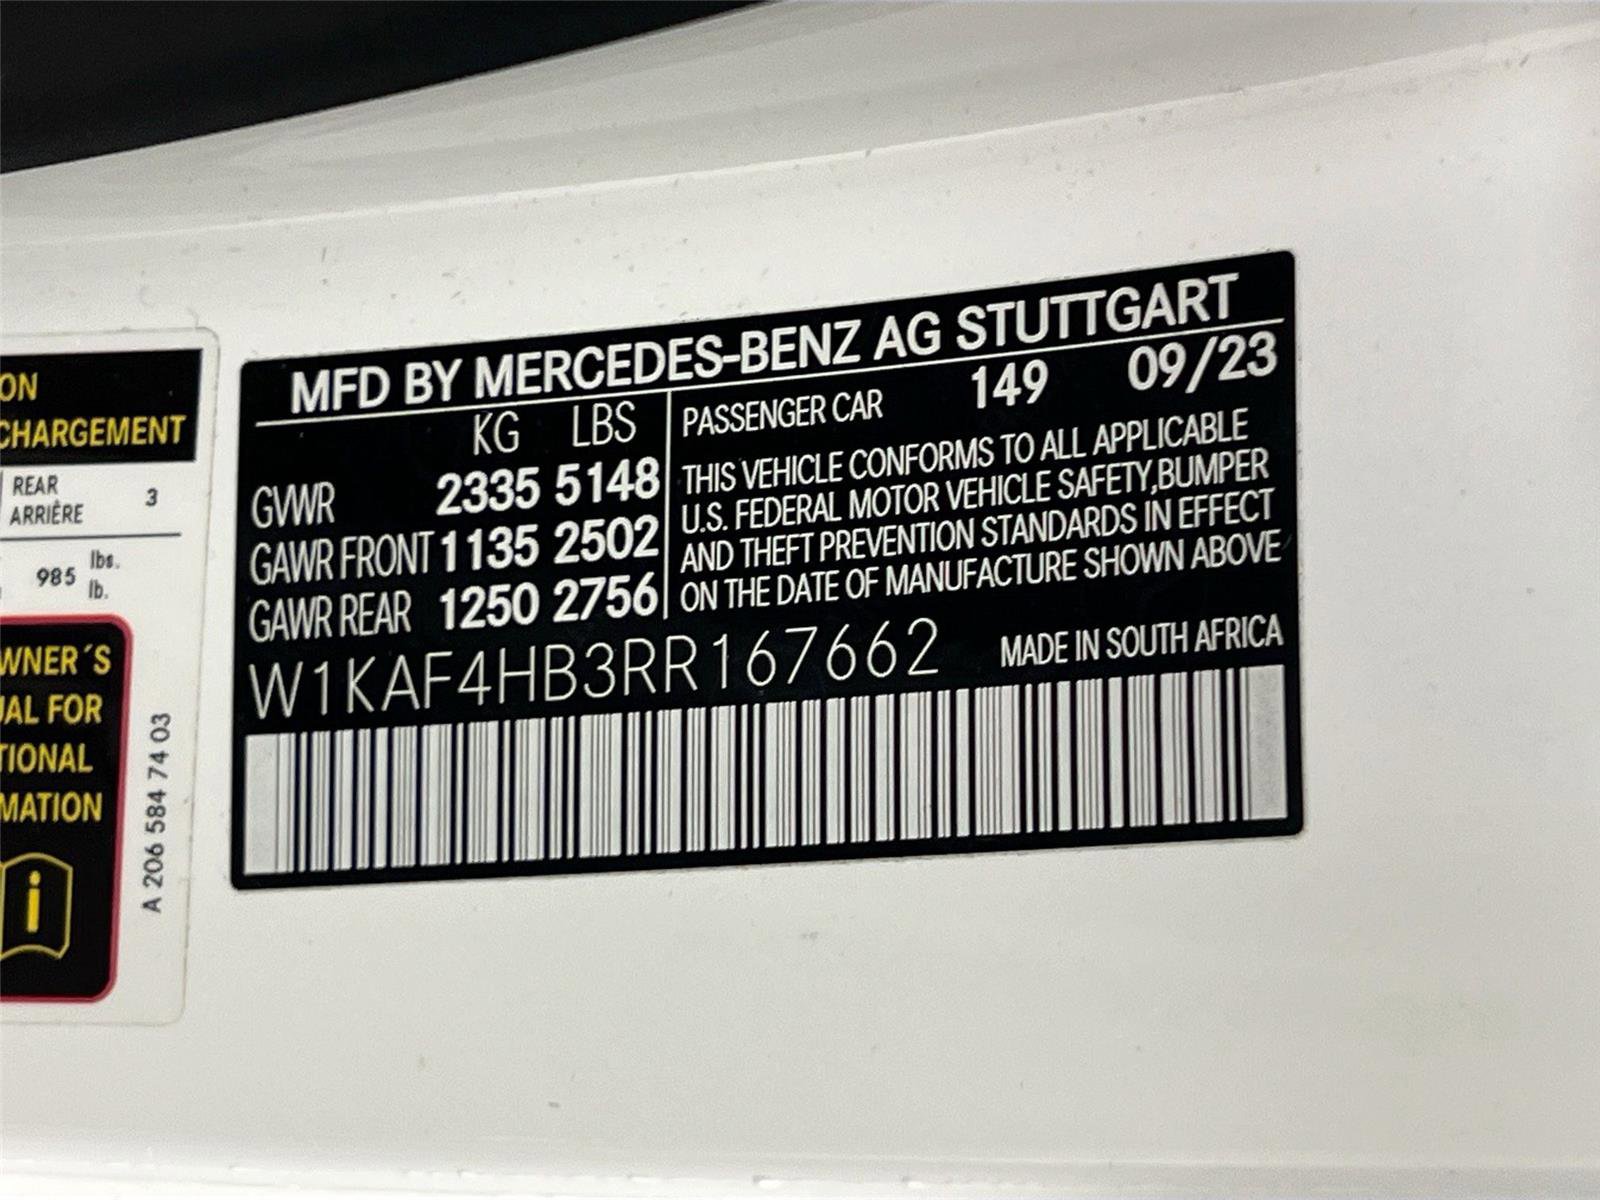 ON
CHARGEMENT
REAR
ARRIÈRE 3
985 lbs.
lb.
WNER´S
UAL FOR
TIONAL
MATION
i
A 206 584 74 03
MFD BY MERCEDES-BENZ AG STUTTGART
KG LBS
GVWR 2335 5148
GAWR FRONT 1135 2502
GAWR REAR 1250 2756
PASSENGER CAR 149 09/23
THIS VEHICLE CONFORMS TO ALL APPLICABLE
U.S. FEDERAL MOTOR VEHICLE SAFETY,BUMPER
AND THEFT PREVENTION STANDARDS IN EFFECT
ON THE DATE OF MANUFACTURE SHOWN ABOVE
W1KAF4HB3RR167662 MADE IN SOUTH AFRICA